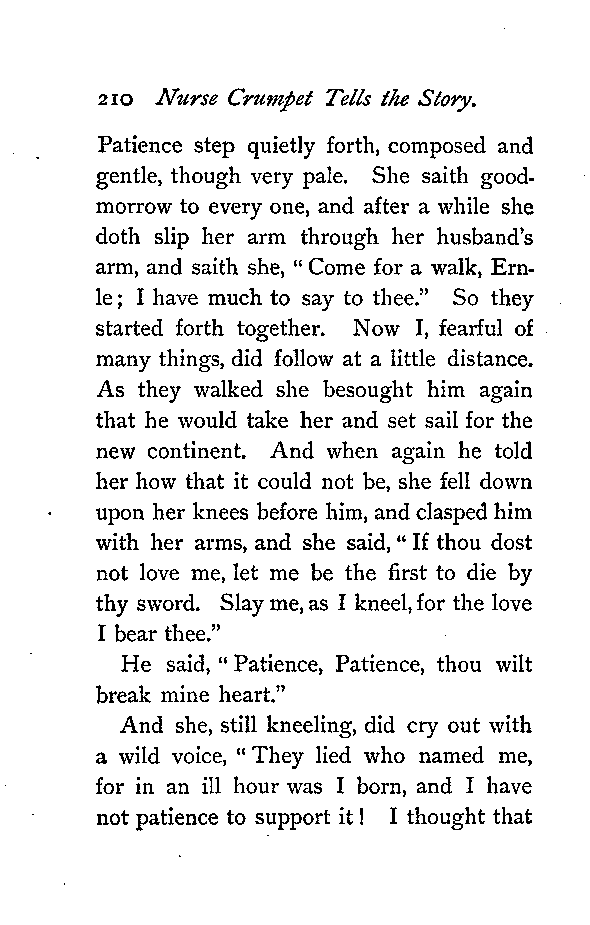 210 Nurse Crumpet Tells the Story.
Patience step quietly forth, composed and
gentle, though very pale. She saith good-
morrow to every one, and after a while she
doth slip her arm through her husband's
arm, and saith she, “ Come for a walk, Ern-
le ; I have much to say to thee.” So they
started forth together. Now I, fearful of
many things, did follow at a little distance.
As they walked she besought him again
that he would take her and set sail for the
new continent. And when again he told
her how that it could not be, she fell down
upon her knees before him, and clasped him
with her arms, and she said, “ If thou dost
not love me, let me be the first to die by
thy sword. Slay me, as I kneel, for the love
I bear thee.”
He said, “ Patience, Patience, thou wilt
break mine heart.”
And she, still kneeling, did cry out with
a wild voice, “ They lied who named me,
for in an ill hour was I born, and I have
not patience to support it ! I thought that